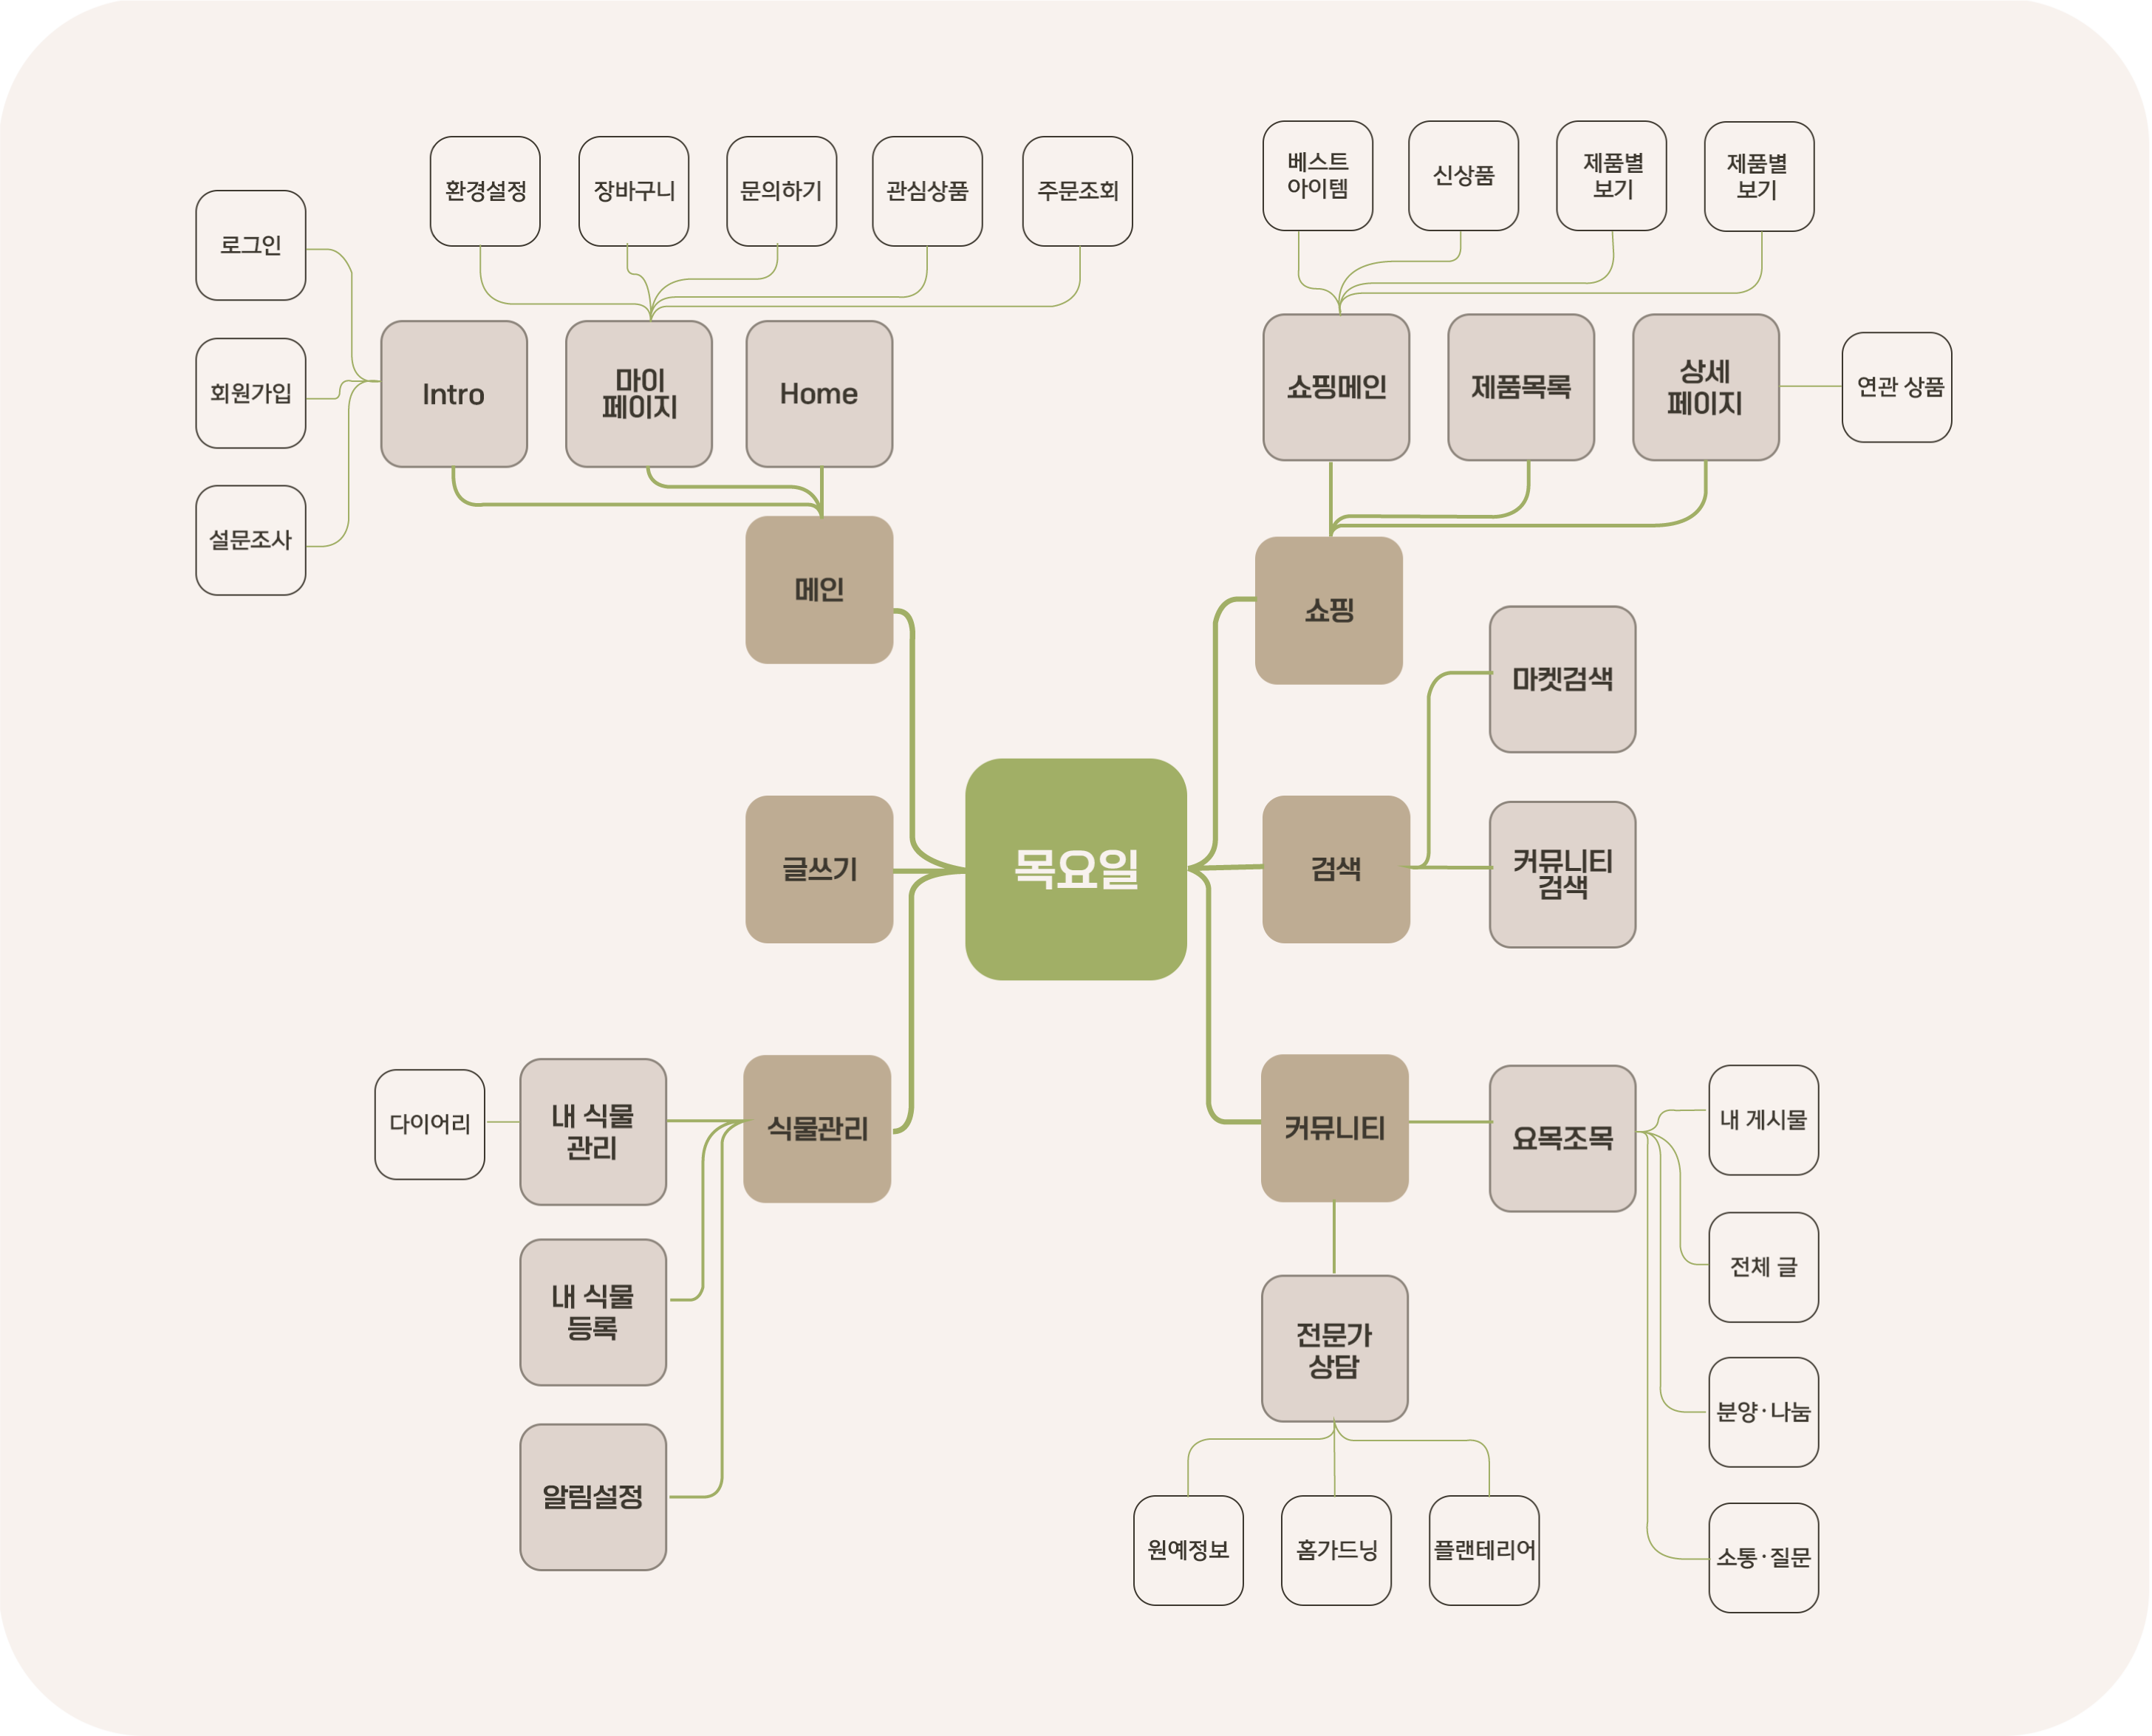 환경설정
장바구니
문의하기
관심상품
주문조회
베스트
아이템
신상품
제품별
보기
제품별
보기
로그인
회원가입
설문조사
Intro
마이
페이지
Home
쇼핑메인
제품목록
상세
페이지
연관 상품
메인
쇼핑
마켓검색
글쓰기
목요일
검색
커뮤니티
검색
다이어리
내 식물
관리
식물관리
커뮤니티
요목조목
내 게시물
내 식물
등록
전체 글
전문가
상담
분양·나눔
알림설정
원예정보
홈가드닝
플랜테리어
소통·질문